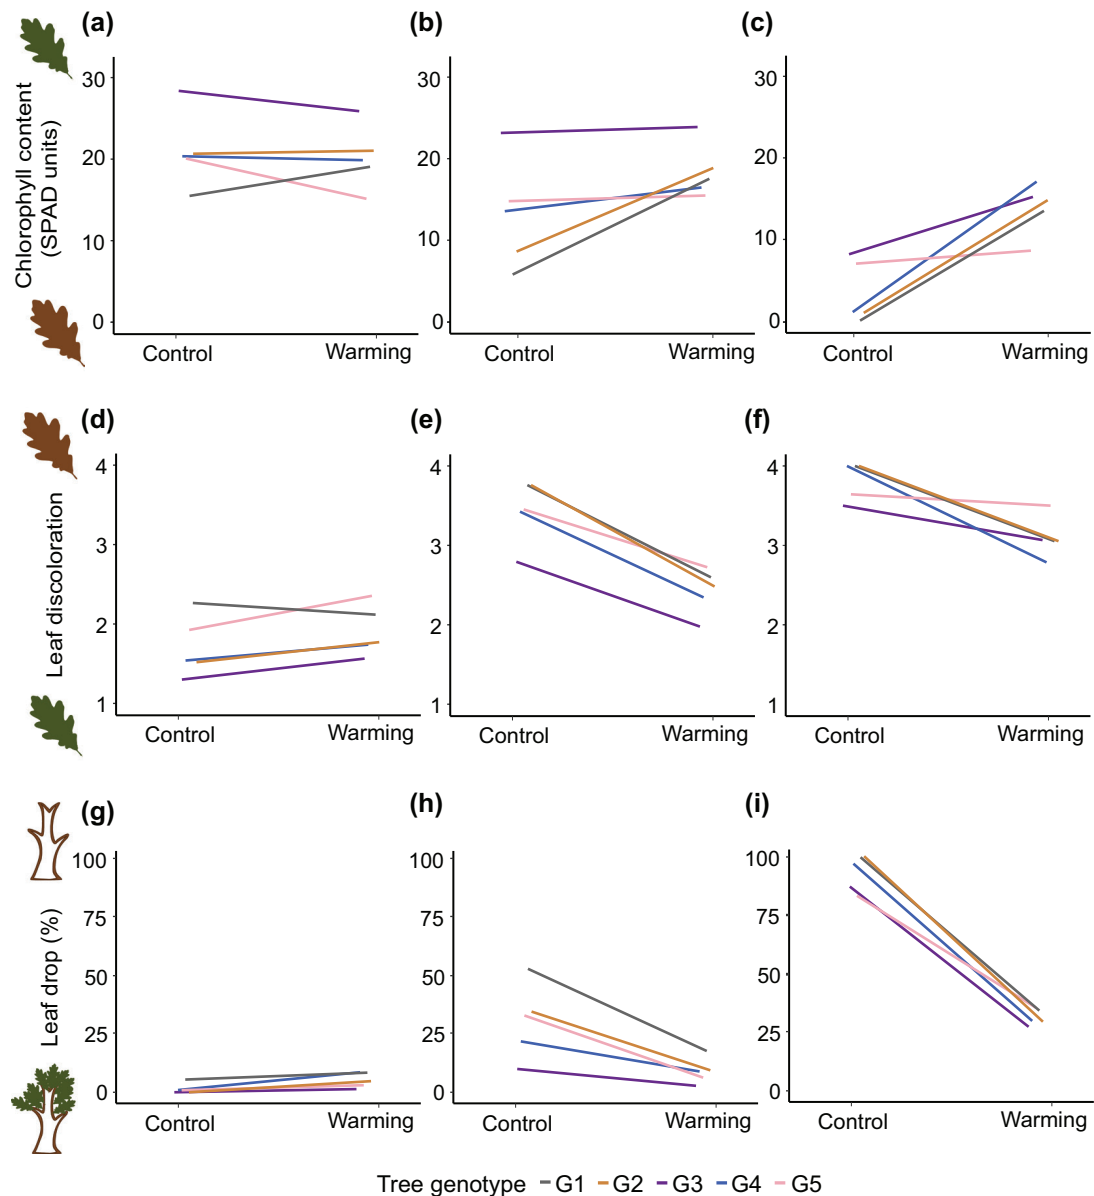 (a) (b) (c)
Chlorophyll content
(SPAD units)
30 30 30
20 20 20
10 10 10
0 0 0
Control Warming Control Warming Control Warming
(d) (e) (f)
Leaf discoloration
4 4 4
3 3 3
2 2 2
1 1 1
Control Warming Control Warming Control Warming
(g) (h) (i)
Leaf drop (%)
100 100 100
75 75 75
50 50 50
25 25 25
0 0 0
Control Warming Control Warming Control Warming
Tree genotype G1 G2 G3 G4 G5